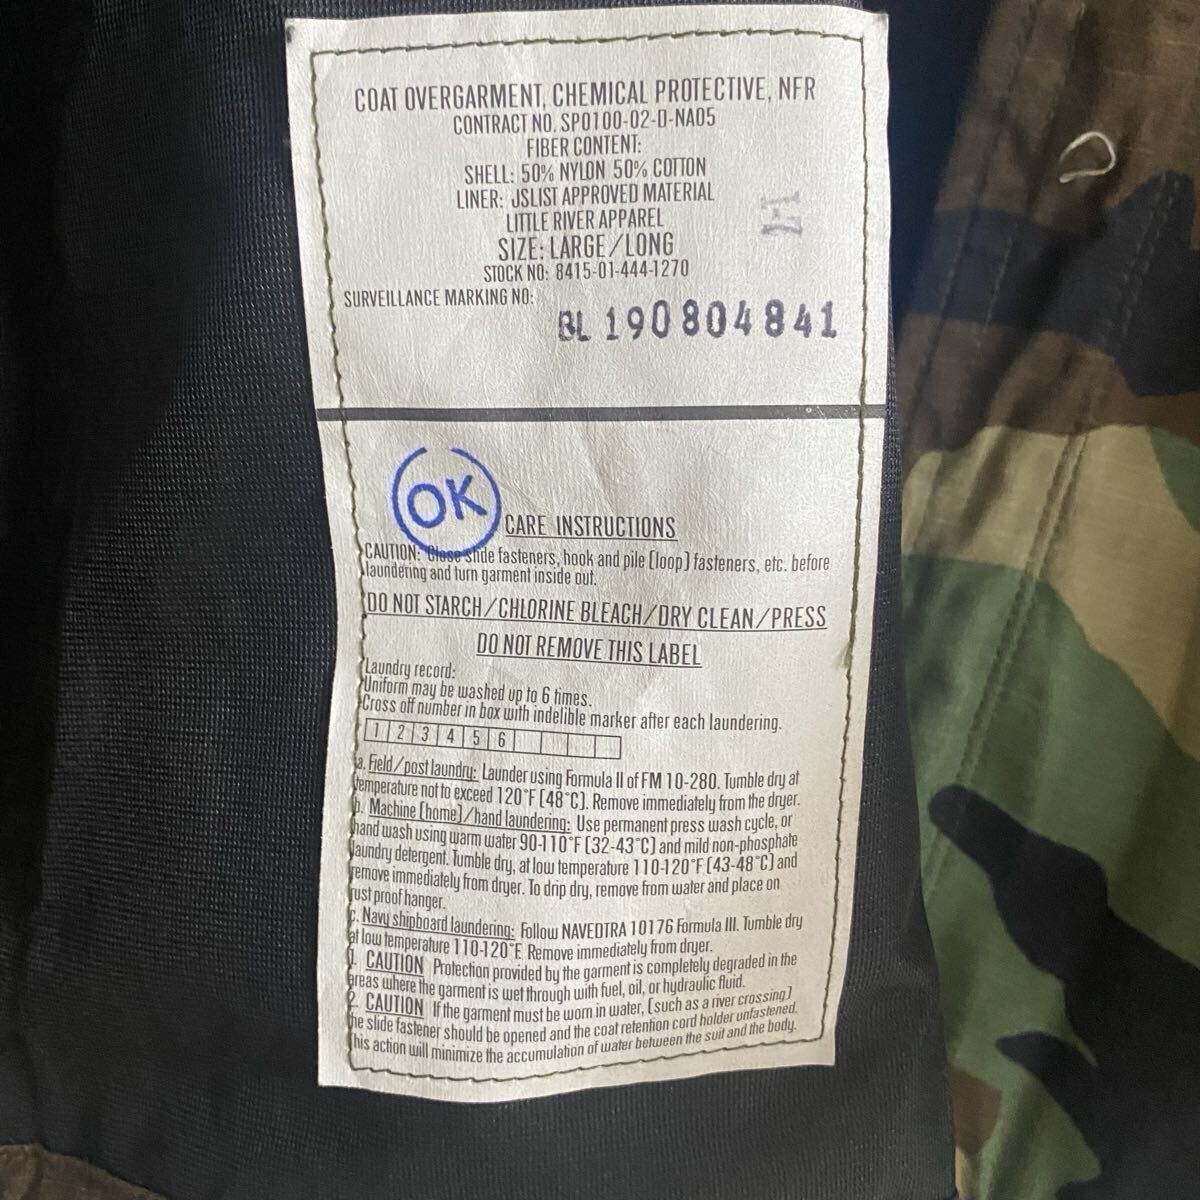 COAT OVERGARMENT, CHEMICAL PROTECTIVE, NFR
CONTRACT NO. SP0100-02-D-NA05
FIBER CONTENT:
SHELL: 50% NYLON 50% COTTON
LINER: JSLIST APPROVED MATERIAL
LITTLE RIVER APPAREL
SIZE: LARGE/LONG
STOCK NO: 8415-01-444-1270
SURVEILLANCE MARKING NO:
BL 190804841
OK
CARE INSTRUCTIONS
CAUTION: Close slide fasteners, hook and pile (loop) fasteners, etc. before
laundering and turn garment inside out.
DO NOT STARCH/CHLORINE BLEACH/DRY CLEAN/PRESS
DO NOT REMOVE THIS LABEL
Laundry record:
Uniform may be washed up to 6 times.
Cross off number in box with indelible marker after each laundering.
1 2 3 4 5 6
a. Field/post laundry: Launder using Formula II of FM 10-280. Tumble dry at
temperature not to exceed 120°F (48°C). Remove immediately from the dryer.
b. Machine (home)/hand laundering: Use permanent press wash cycle, or
hand wash using warm water 90-110°F (32-43°C) and mild non-phosphate
laundry detergent. Tumble dry, at low temperature 110-120°F (43-48°C) and
remove immediately from dryer. To drip dry, remove from water and place on
rust proof hanger.
c. Navy shipboard laundering: Follow NAVEDTRA 10176 Formula III. Tumble dry
at low temperature 110-120°F. Remove immediately from dryer.
1. CAUTION Protection provided by the garment is completely degraded in the
areas where the garment is wet through with fuel, oil, or hydraulic fluid.
2. CAUTION If the garment must be worn in water, (such as a river crossing)
the slide fastener should be opened and the coat retention cord holder unfastened.
This action will minimize the accumulation of water between the suit and the body.